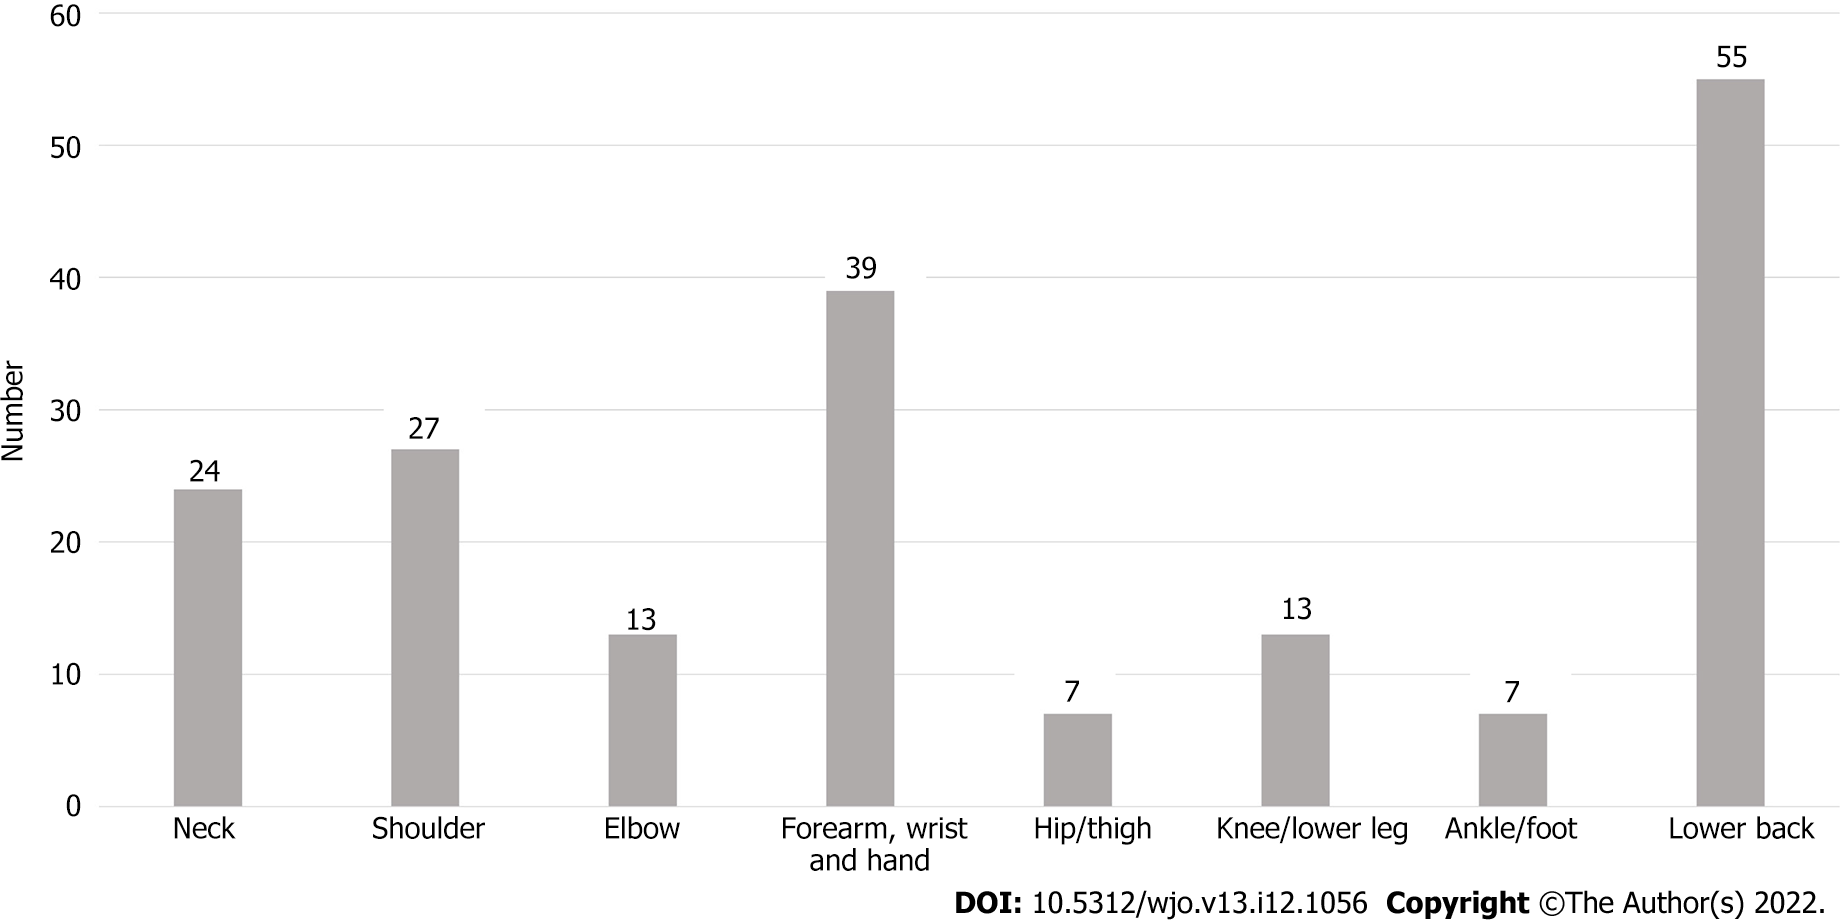 60
50
40
30
20
10
0
Number
24
27
13
39
7
13
7
55
Neck
Shoulder
Elbow
Forearm, wrist
and hand
Hip/thigh
Knee/lower leg
Ankle/foot
Lower back
DOI: 10.5312/wjo.v13.i12.1056 Copyright ©The Author(s) 2022.